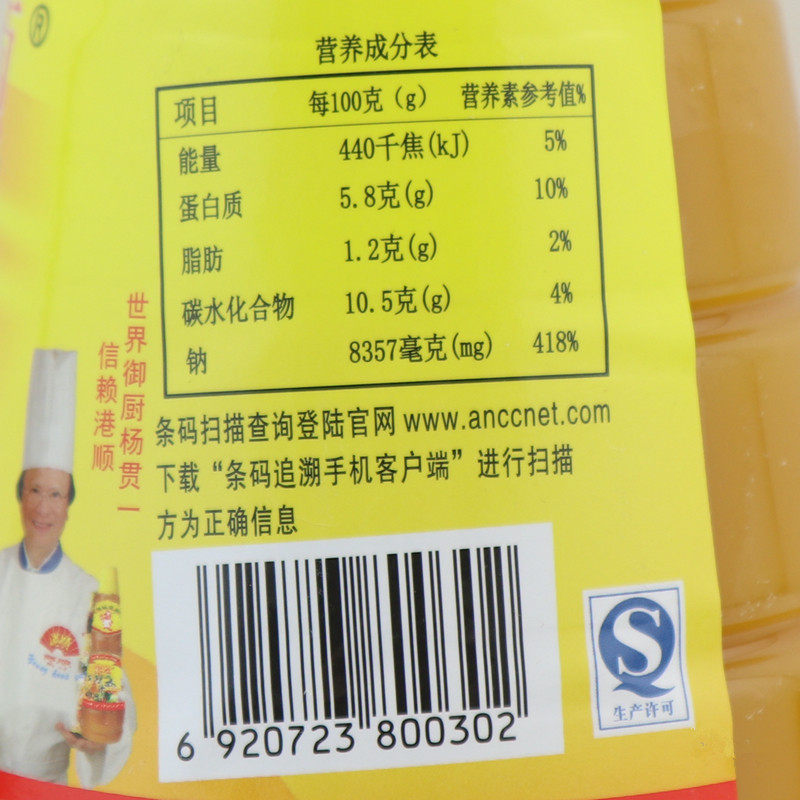 ®
营养成分表
项目 每100克（g） 营养素参考值%
能量 440千焦(kJ) 5%
蛋白质 5.8克(g) 10%
脂肪 1.2克(g) 2%
碳水化合物 10.5克(g) 4%
钠 8357毫克(mg) 418%
世界御厨杨贯一
信赖港顺
条码扫描查询登陆官网 www.anccnet.com
下载“条码追溯手机客户端”进行扫描
方为正确信息
6 920723 800302
S
生产许可